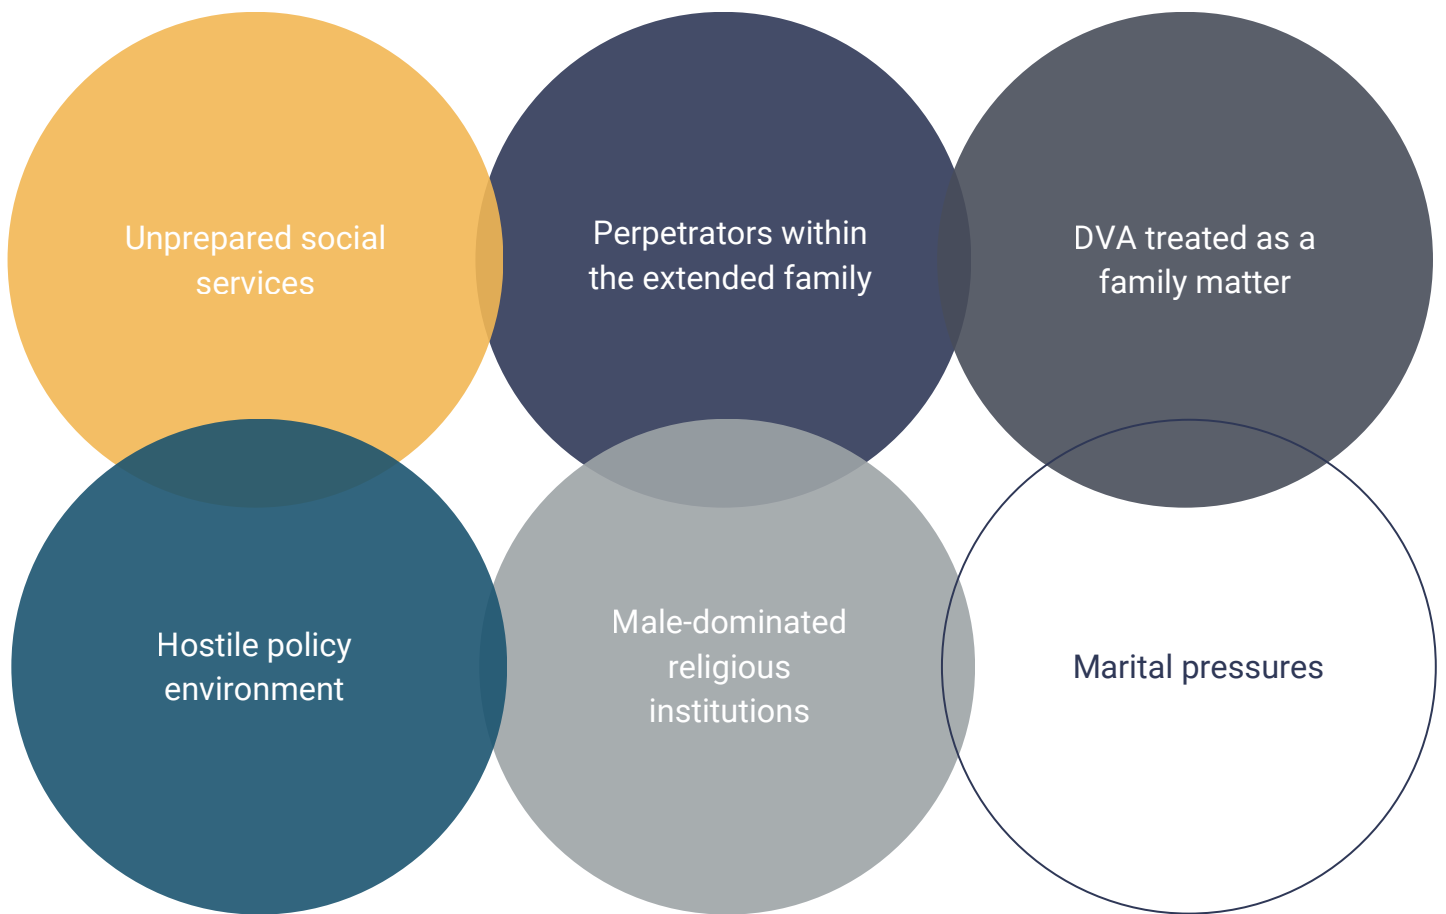 Unprepared social
services
Perpetrators within
the extended family
DVA treated as a
family matter
Hostile policy
environment
Male-dominated
religious
institutions
Marital pressures